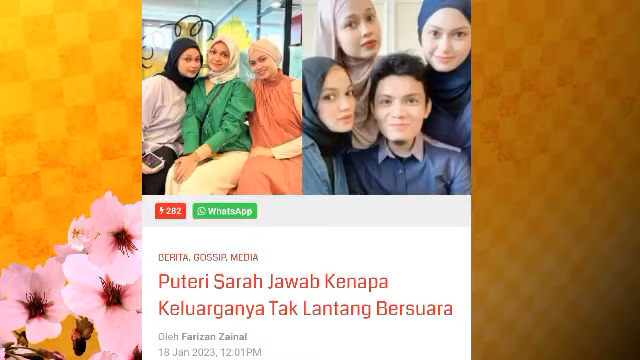 282
WhatsApp
BERITA, GOSSIP, MEDIA
Puteri Sarah Jawab Kenapa
Keluarganya Tak Lantang Bersuara
Oleh Farizan Zainal
18 Jan 2023, 12:01PM